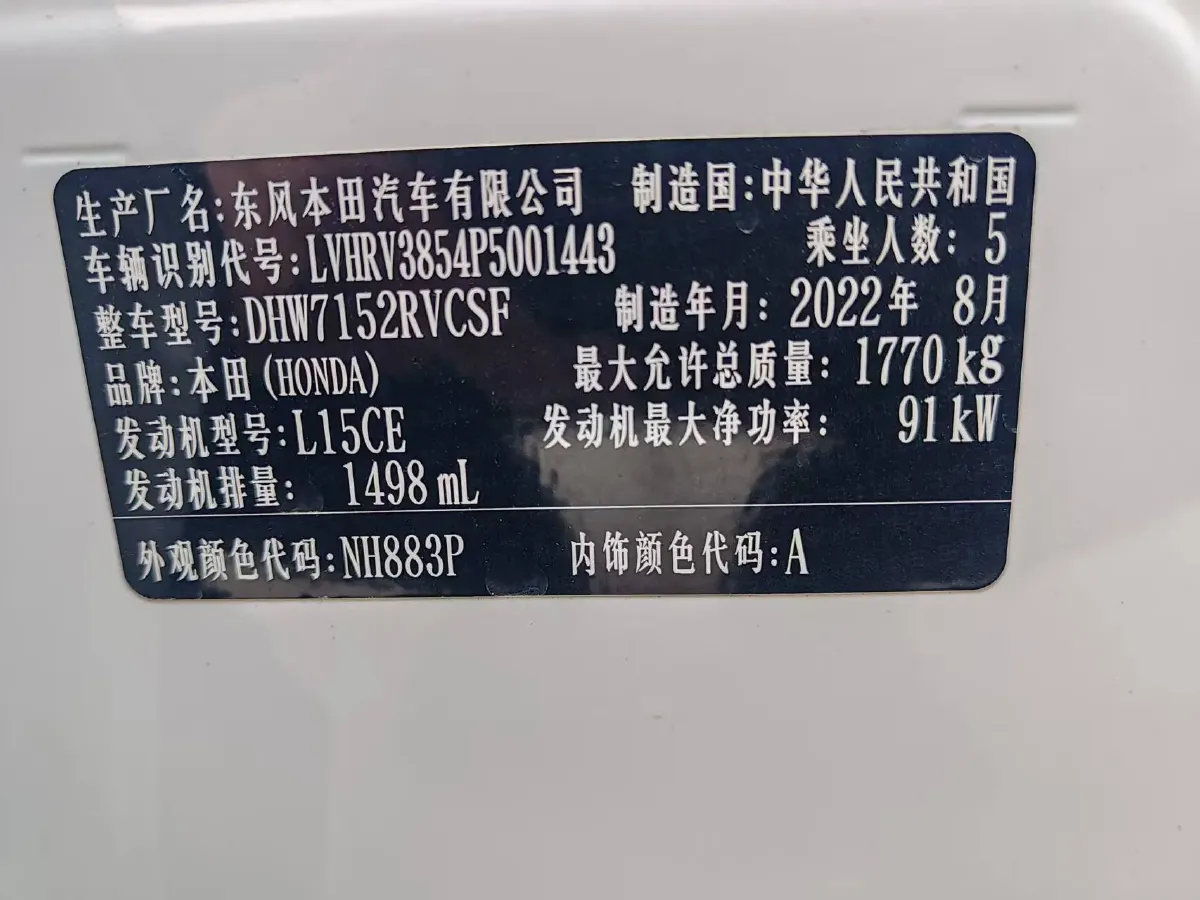 生产厂名:东风本田汽车有限公司 制造国:中华人民共和国
车辆识别代号:LVHRV3854P5001443 乘坐人数: 5
整车型号:DHW7152RVCSF 制造年月: 2022年 8月
品牌:本田(HONDA) 最大允许总质量: 1770 kg
发动机型号:L15CE 发动机最大净功率: 91 kW
发动机排量: 1498 mL
外观颜色代码:NH883P 内饰颜色代码:A